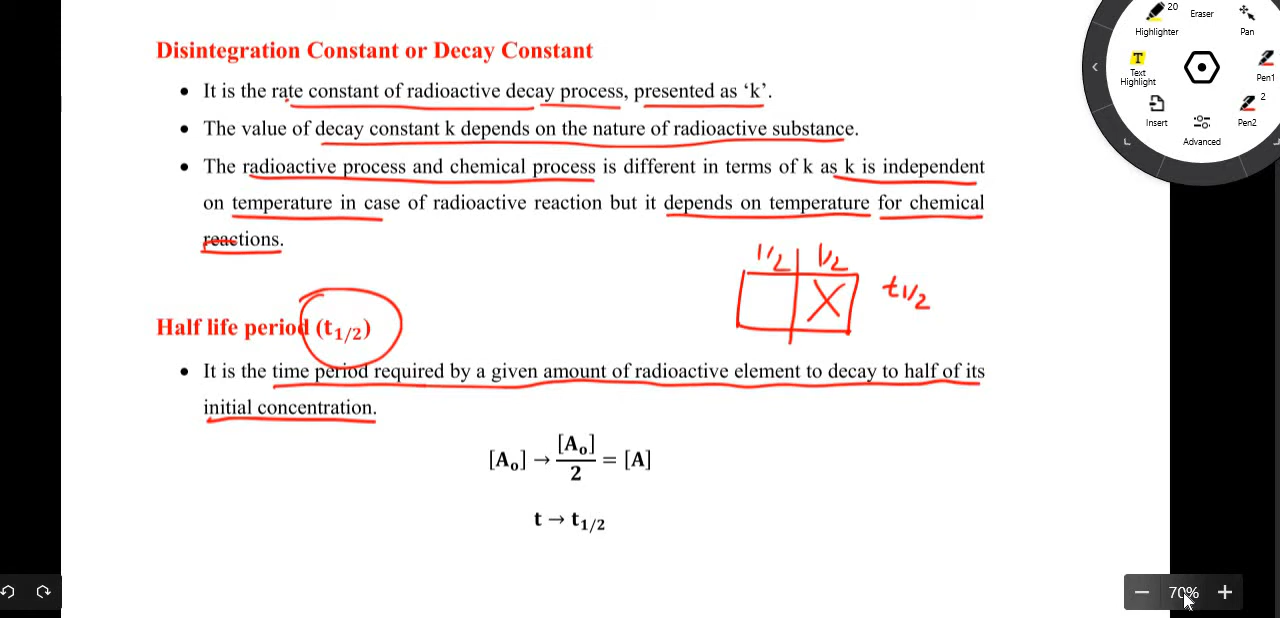 Disintegration Constant or Decay Constant
• It is the rate constant of radioactive decay process, presented as ‘k’.
• The value of decay constant k depends on the nature of radioactive substance.
• The radioactive process and chemical process is different in terms of k as k is independent
on temperature in case of radioactive reaction but it depends on temperature for chemical
reactions.
1/2 1/2
X
t1/2
Half life period (t1/2)
• It is the time period required by a given amount of radioactive element to decay to half of its
initial concentration.
[Ao] → [Ao]/2 = [A]
t → t1/2
20
Highlighter
Eraser
Pan
T
Text
Highlight
Pen1
Insert
Advanced
2
Pen2
70%